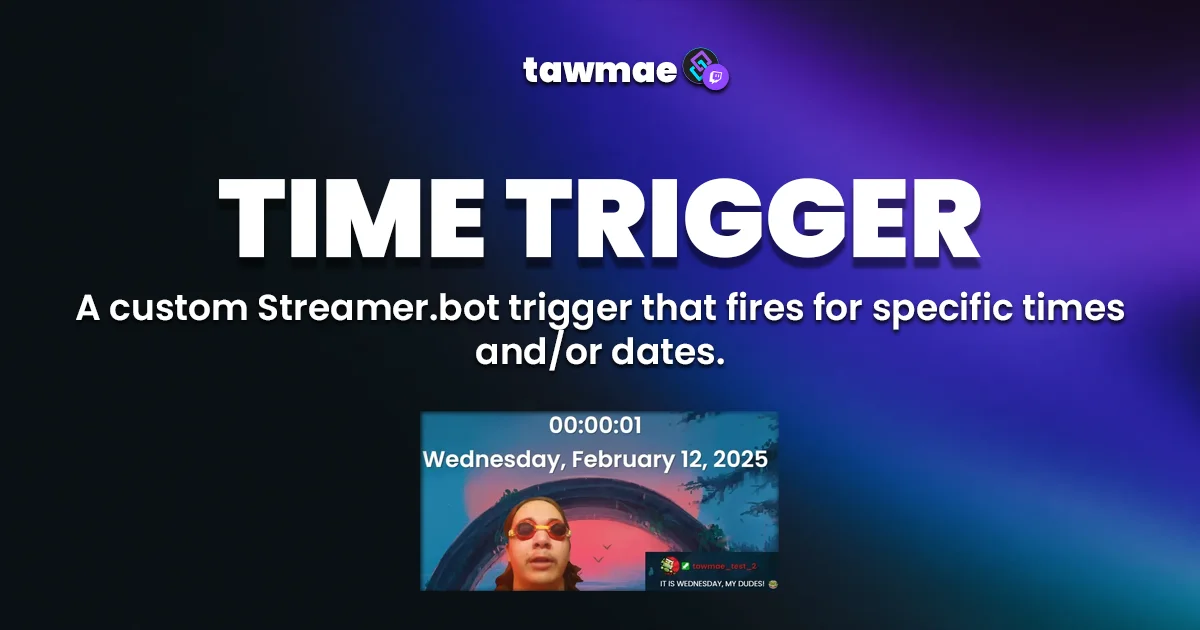 tawmae
TIME TRIGGER
A custom Streamer.bot trigger that fires for specific times
and/or dates.
00:00:01
Wednesday, February 12, 2025
tawmae_test_2
IT IS WEDNESDAY, MY DUDES!